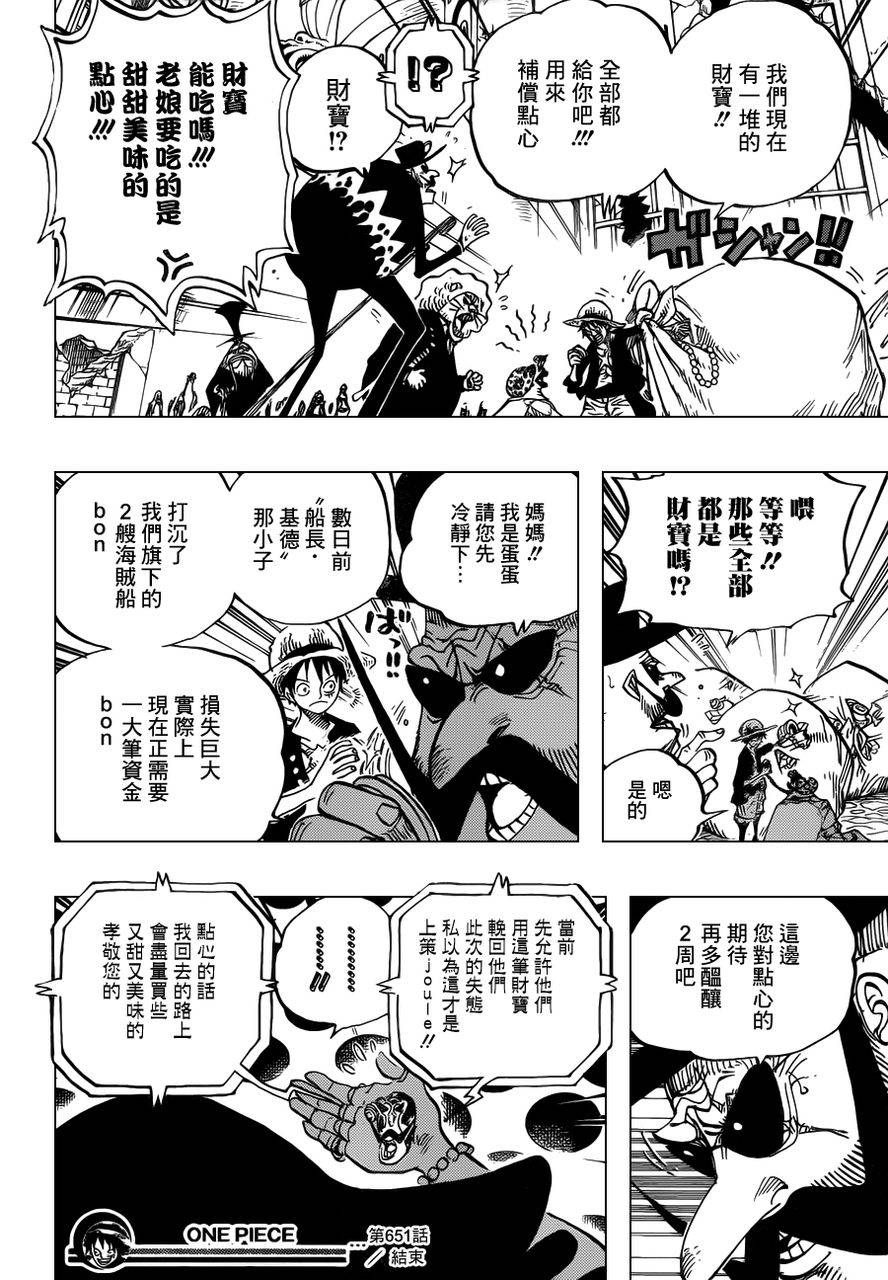 我們現在
有一堆的
財寶!!
全部都
給你吧!!!
用來
補償點心
!?
財寶!?
財寶
能吃嗎!!!
老娘要吃的是
甜甜美味的
點心!!!
ガシャン!!
喂
等等!!
那些全部
都是
財寶嗎!?
嗯
是的
媽媽!!
我是蛋蛋
請您先
冷靜下…
ばっ!!
數日前
“船長·
基德”
那小子
打沉了
我們旗下的
2艘海賊船
bon
損失巨大
實際上
現在正需要
一大筆資金
bon
這邊
您對點心的
期待
再多醞釀
2周吧
當前
先允許他們
用這筆財寶
輓回他們
此次的失態
私以為這才是
上策joule!!
………!!
點心的話
我回去的路上
會盡量買些
又甜又美味的
孝敬您的
ONE PIECE
…第651話
／結束